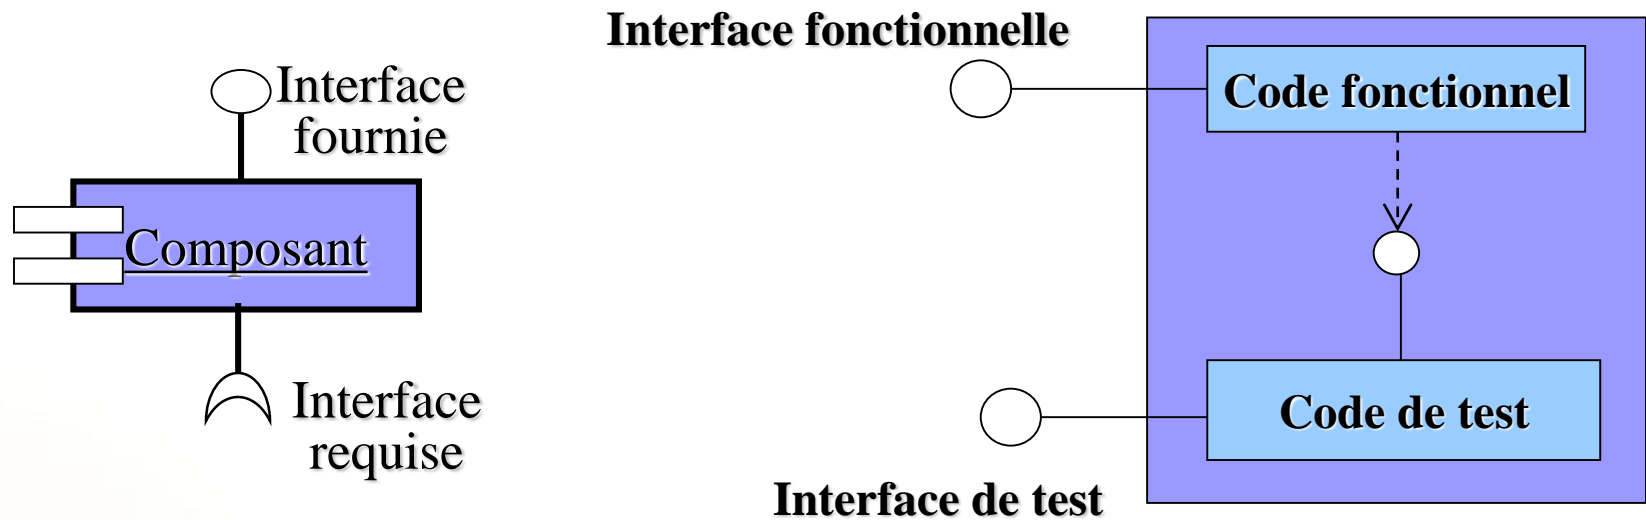 Interface
fournie
Composant
Interface
requise
Interface fonctionnelle
Code fonctionnel
Code de test
Interface de test